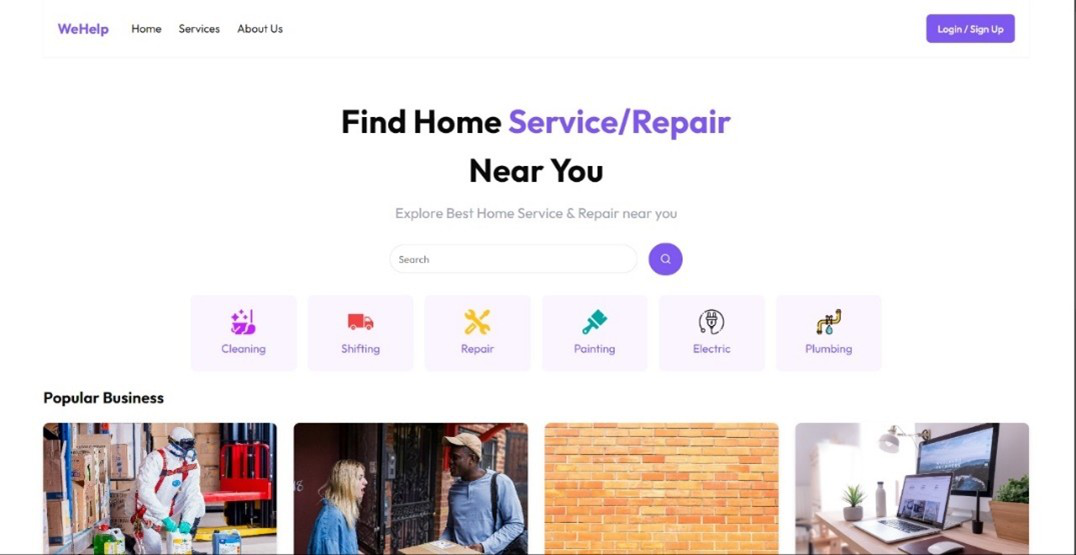 WeHelp Home Services About Us Login / Sign Up
Find Home Service/Repair
Near You
Explore Best Home Service & Repair near you
Search
Cleaning Shifting Repair Painting Electric Plumbing
Popular Business